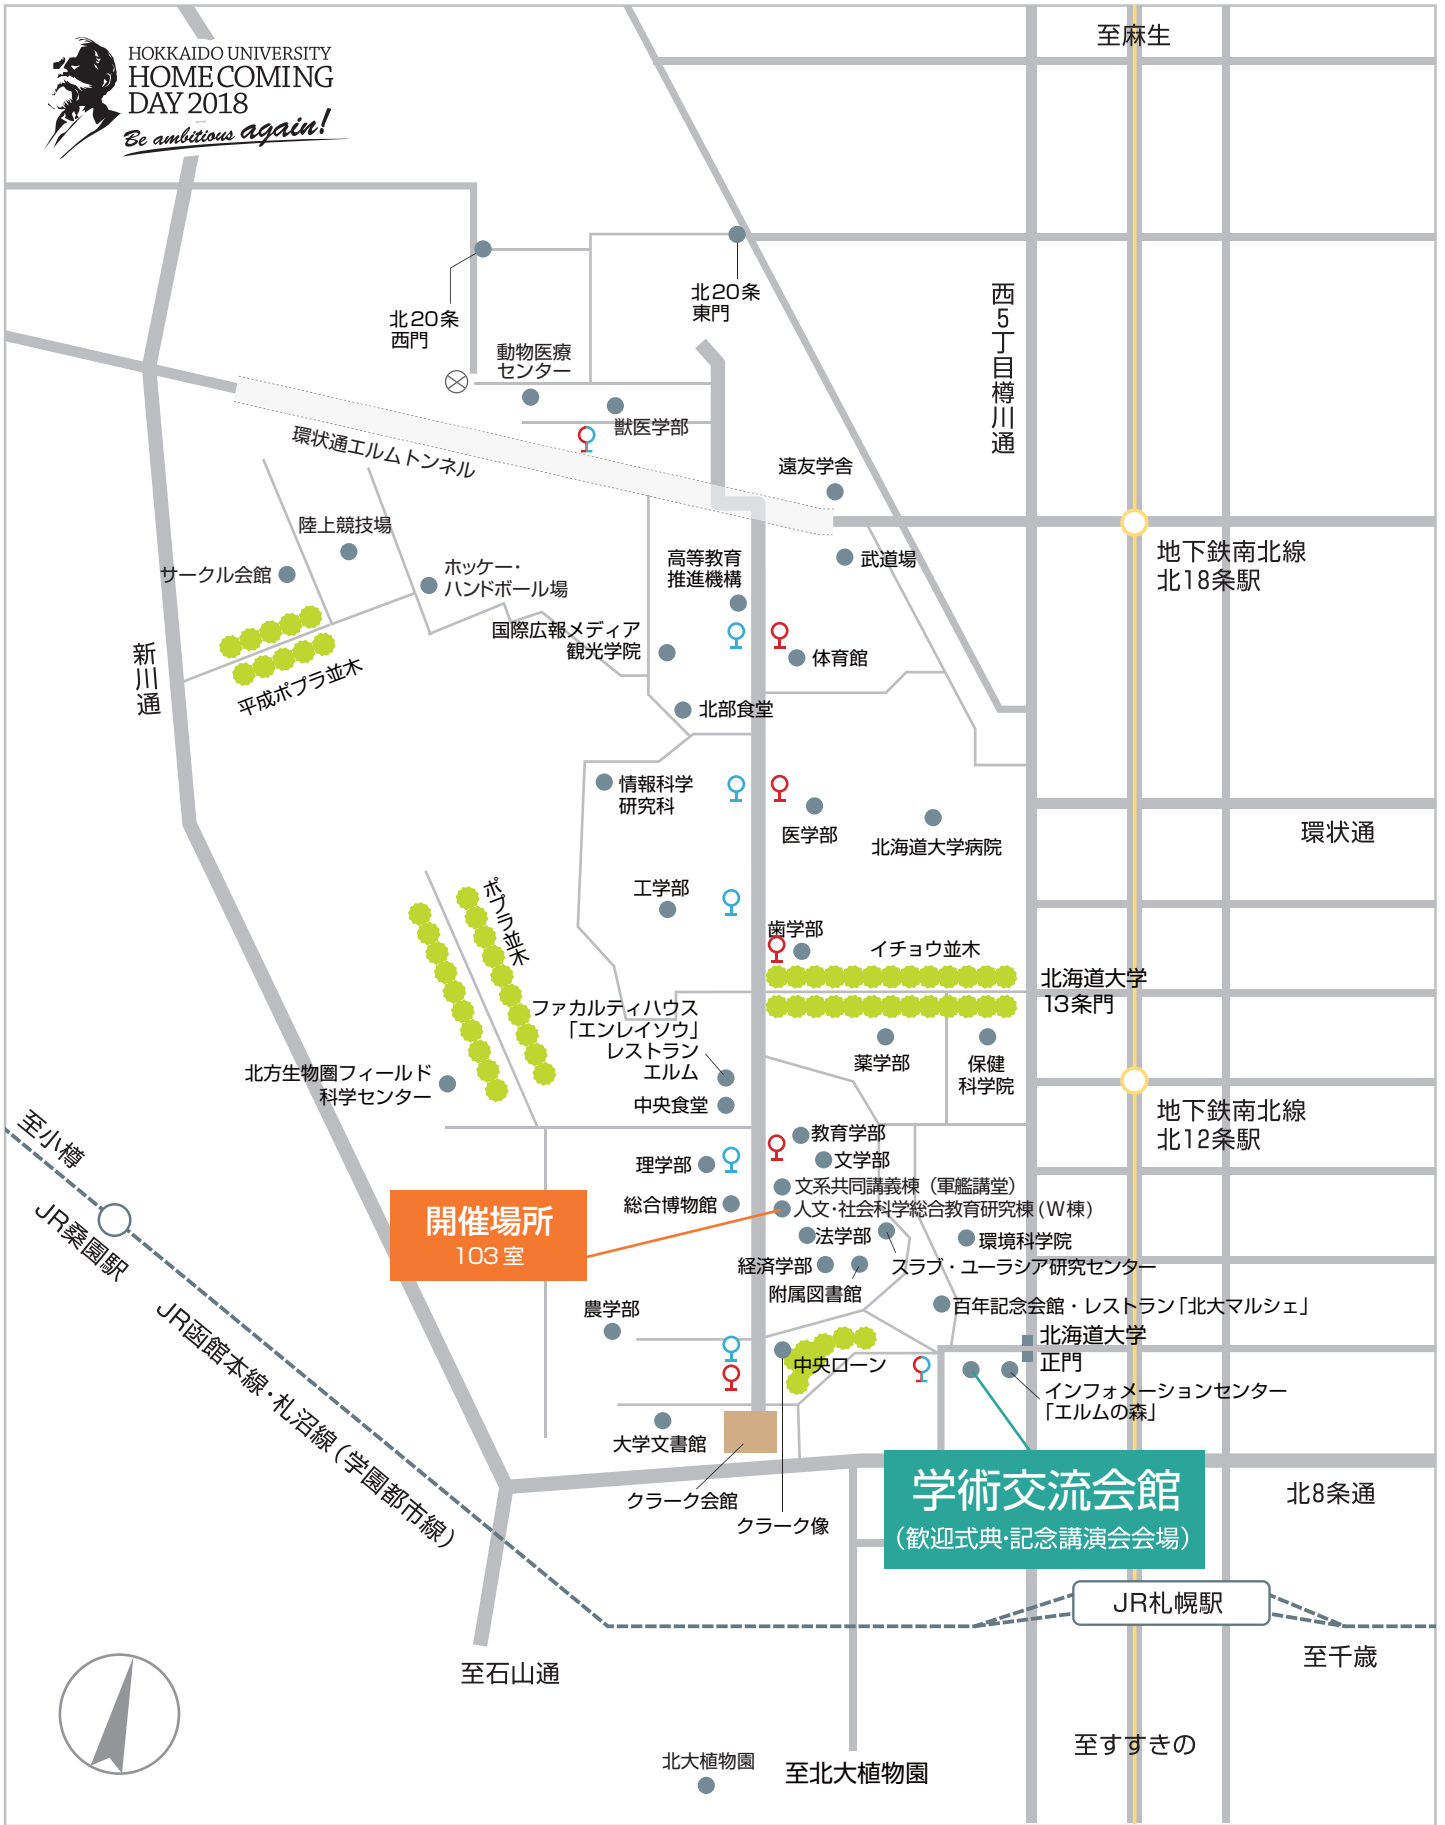 至麻生
HOKKAIDO UNIVERSITY
HOME COMING
DAY 2018
Be ambitious again!
北20条
西門
北20条
東門
西5丁目樽川通
動物医療
センター
獣医学部
環状通エルムトンネル
遠友学舎
陸上競技場
サークル会館
ホッケー・
ハンドボール場
高等教育
推進機構
武道場
地下鉄南北線
北18条駅
国際広報メディア
観光学院
体育館
新川通
平成ポプラ並木
北部食堂
情報科学
研究科
医学部
北海道大学病院
環状通
工学部
ポプラ並木
歯学部
イチョウ並木
北海道大学
13条門
ファカルティハウス
「エンレイソウ」
レストラン
エルム
薬学部
保健
科学院
北方生物圏フィールド
科学センター
中央食堂
地下鉄南北線
北12条駅
至小樽
教育学部
理学部
文学部
文系共同講義棟（軍艦講堂）
総合博物館
人文・社会科学総合教育研究棟(W棟)
開催場所
103室
JR桑園駅
法学部
環境科学院
経済学部
スラブ・ユーラシア研究センター
附属図書館
農学部
百年記念会館・レストラン「北大マルシェ」
JR函館本線・札沼線(学園都市線)
北海道大学
正門
中央ローン
インフォメーションセンター
「エルムの森」
大学文書館
クラーク会館
クラーク像
学術交流会館
(歓迎式典・記念講演会会場)
北8条通
JR札幌駅
至千歳
至石山通
至すすきの
北大植物園
至北大植物園